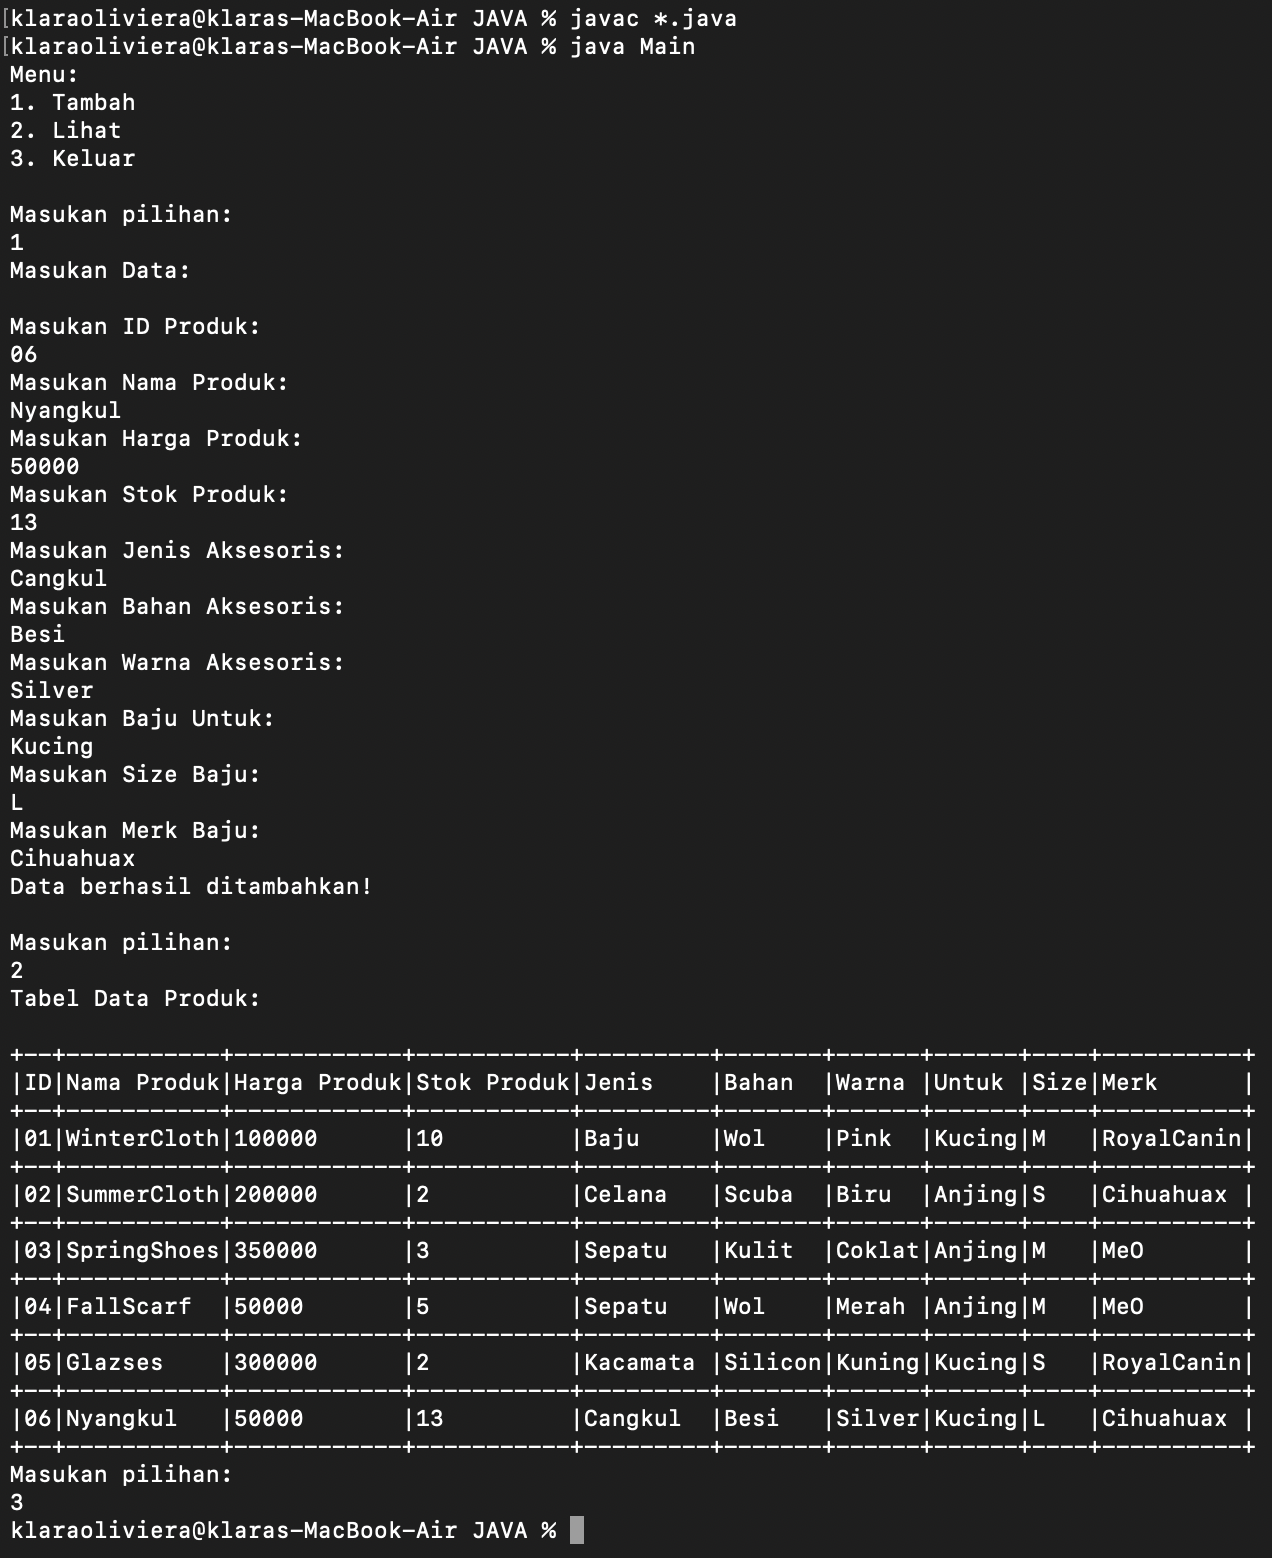 [klaraoliviera@klaras-MacBook-Air JAVA % javac *.java
[klaraoliviera@klaras-MacBook-Air JAVA % java Main
Menu:
1. Tambah
2. Lihat
3. Keluar
Masukan pilihan:
1
Masukan Data:
Masukan ID Produk:
06
Masukan Nama Produk:
Nyangkul
Masukan Harga Produk:
50000
Masukan Stok Produk:
13
Masukan Jenis Aksesoris:
Cangkul
Masukan Bahan Aksesoris:
Besi
Masukan Warna Aksesoris:
Silver
Masukan Baju Untuk:
Kucing
Masukan Size Baju:
L
Masukan Merk Baju:
Cihuahuax
Data berhasil ditambahkan!
Masukan pilihan:
2
Tabel Data Produk:
+--+-----------+------------+-----------+---------+-------+------+------+----+----------+
|ID|Nama Produk|Harga Produk|Stok Produk|Jenis    |Bahan  |Warna |Untuk |Size|Merk      |
+--+-----------+------------+-----------+---------+-------+------+------+----+----------+
|01|WinterCloth|100000      |10         |Baju     |Wol    |Pink  |Kucing|M   |RoyalCanin|
+--+-----------+------------+-----------+---------+-------+------+------+----+----------+
|02|SummerCloth|200000      |2          |Celana   |Scuba  |Biru  |Anjing|S   |Cihuahuax |
+--+-----------+------------+-----------+---------+-------+------+------+----+----------+
|03|SpringShoes|350000      |3          |Sepatu   |Kulit  |Coklat|Anjing|M   |MeO       |
+--+-----------+------------+-----------+---------+-------+------+------+----+----------+
|04|FallScarf  |50000       |5          |Sepatu   |Wol    |Merah |Anjing|M   |MeO       |
+--+-----------+------------+-----------+---------+-------+------+------+----+----------+
|05|Glazses    |300000      |2          |Kacamata |Silicon|Kuning|Kucing|S   |RoyalCanin|
+--+-----------+------------+-----------+---------+-------+------+------+----+----------+
|06|Nyangkul   |50000       |13         |Cangkul  |Besi   |Silver|Kucing|L   |Cihuahuax |
+--+-----------+------------+-----------+---------+-------+------+------+----+----------+
Masukan pilihan:
3
klaraoliviera@klaras-MacBook-Air JAVA %